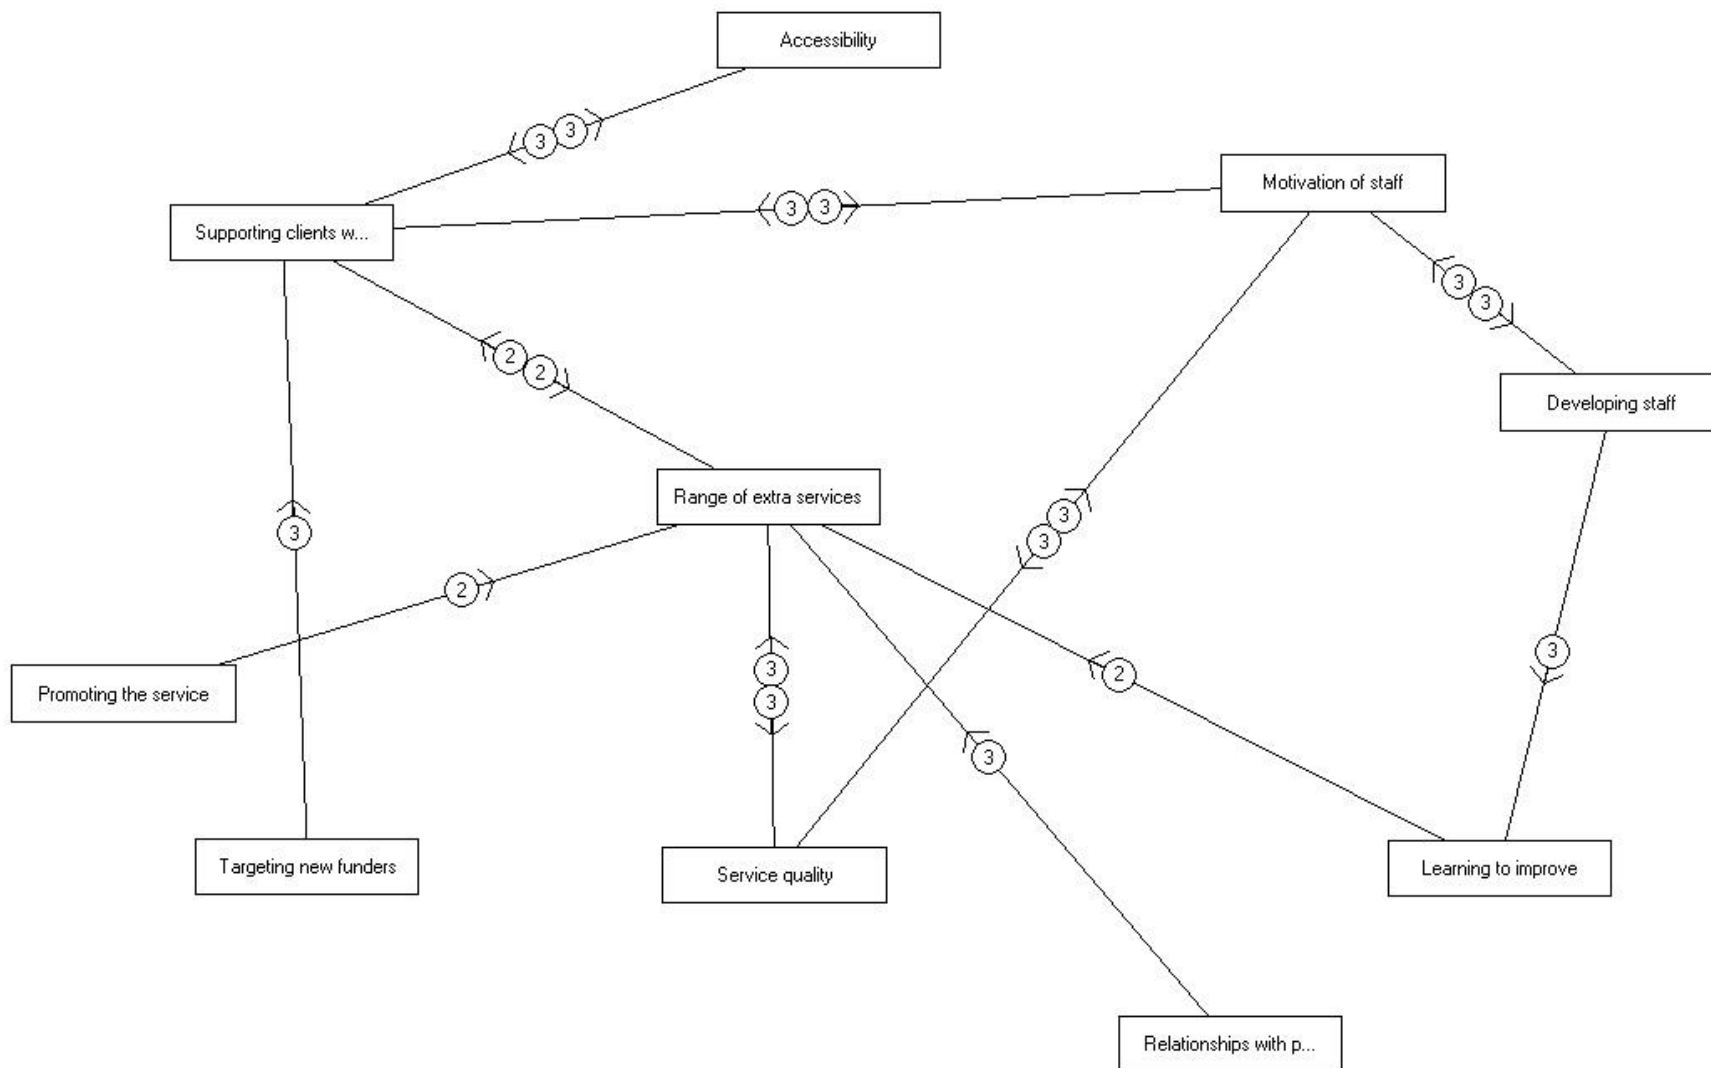 Accessibility
3
3
Motivation of staff
3
3
Supporting clients w...
3
3
2
2
Developing staff
Range of extra services
3
3
3
2
3
3
3
2
Promoting the service
3
Targeting new funders
Service quality
Learning to improve
Relationships with p...